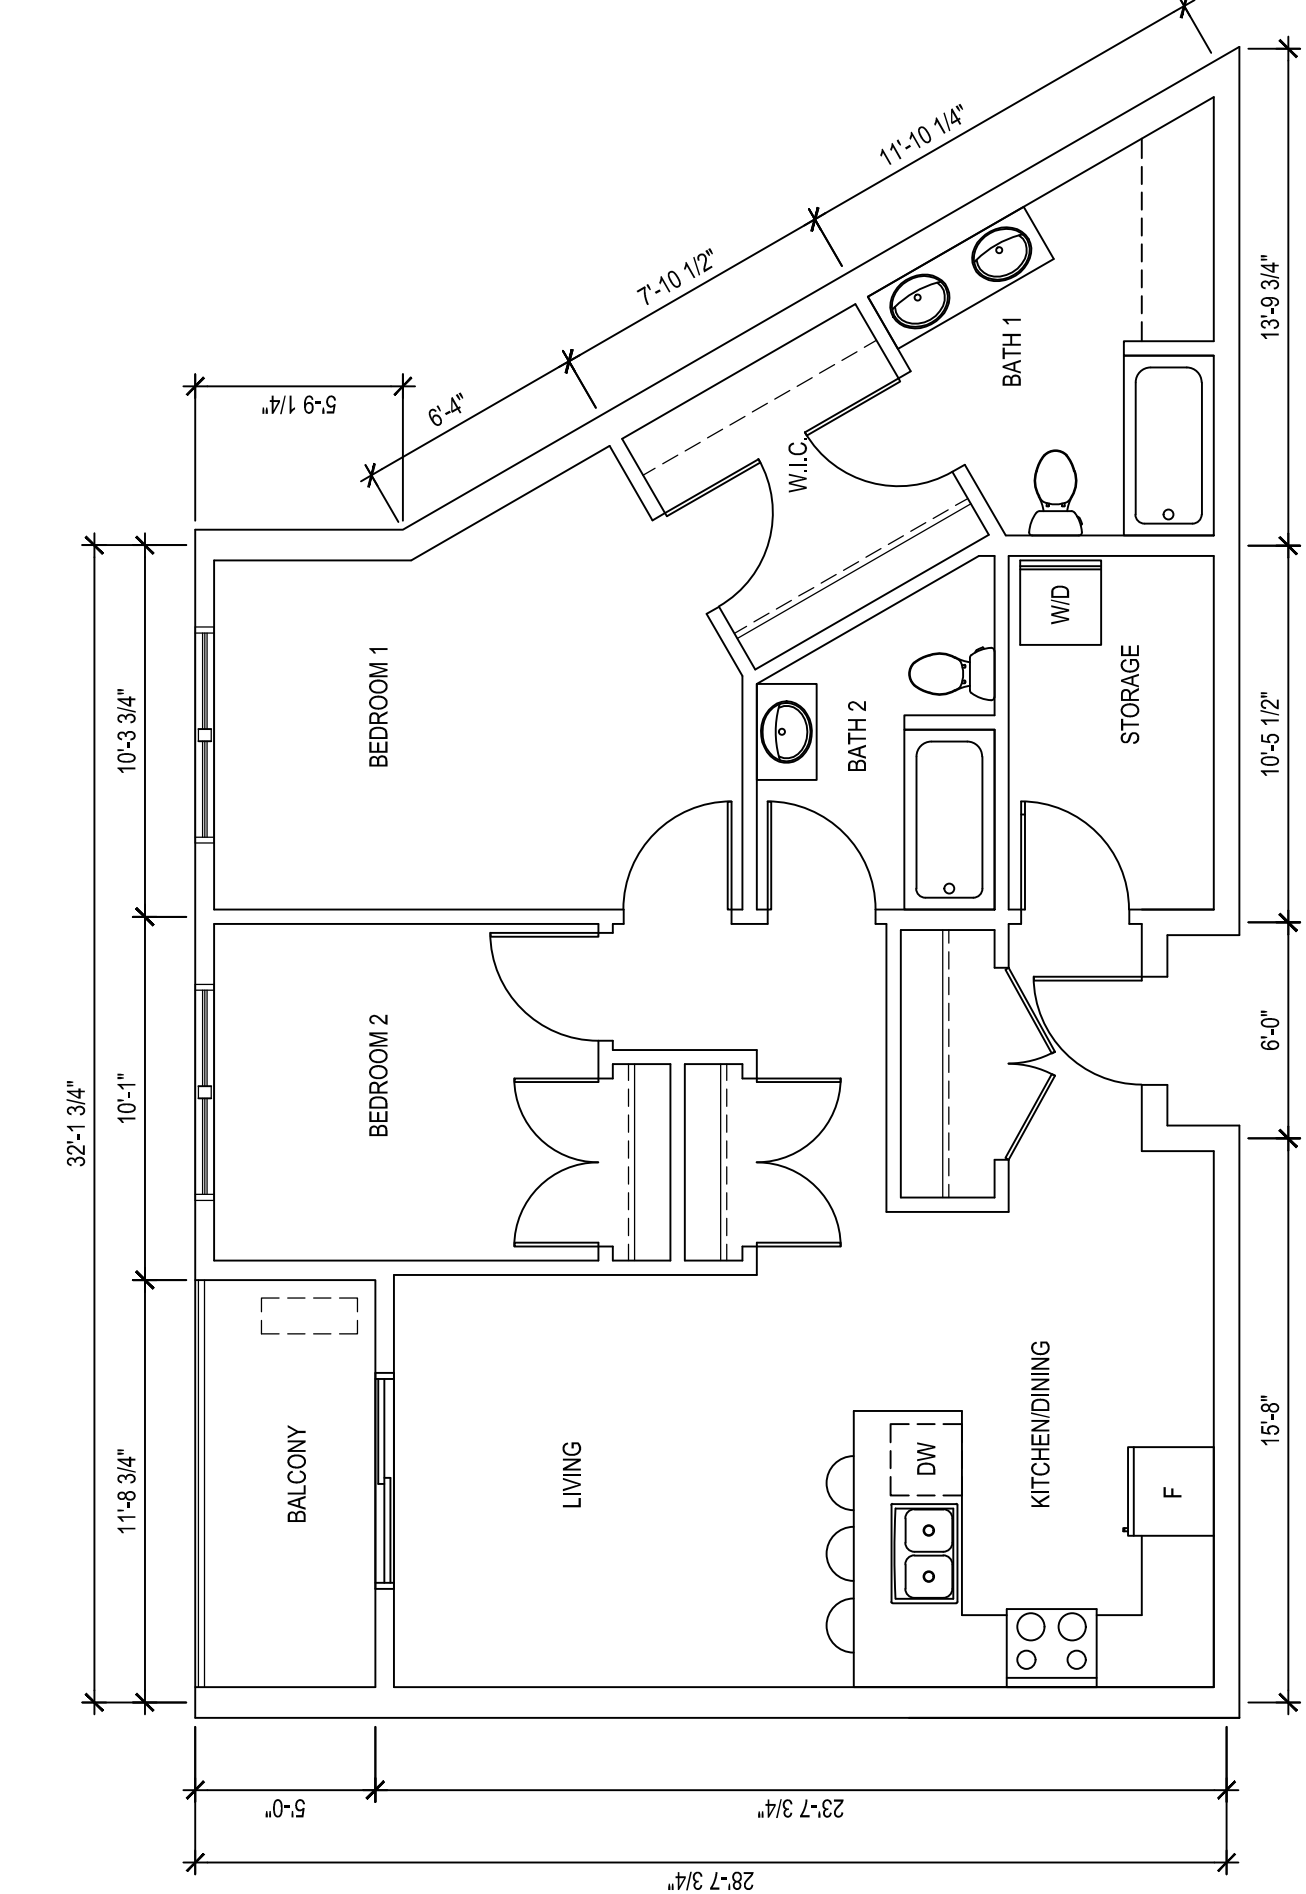 32'-1 3/4"
11'-8 3/4"
10'-1"
10'-3 3/4"
5'-9 1/4"
6'-4"
7'-10 1/2"
11'-10 1/4"
5'-0"
23'-7 3/4"
28'-7 3/4"
BALCONY
BEDROOM 2
BEDROOM 1
LIVING
W.I.C.
BATH 2
BATH 1
DW
KITCHEN/DINING
W/D
STORAGE
F
15'-8"
6'-0"
10'-5 1/2"
13'-9 3/4"